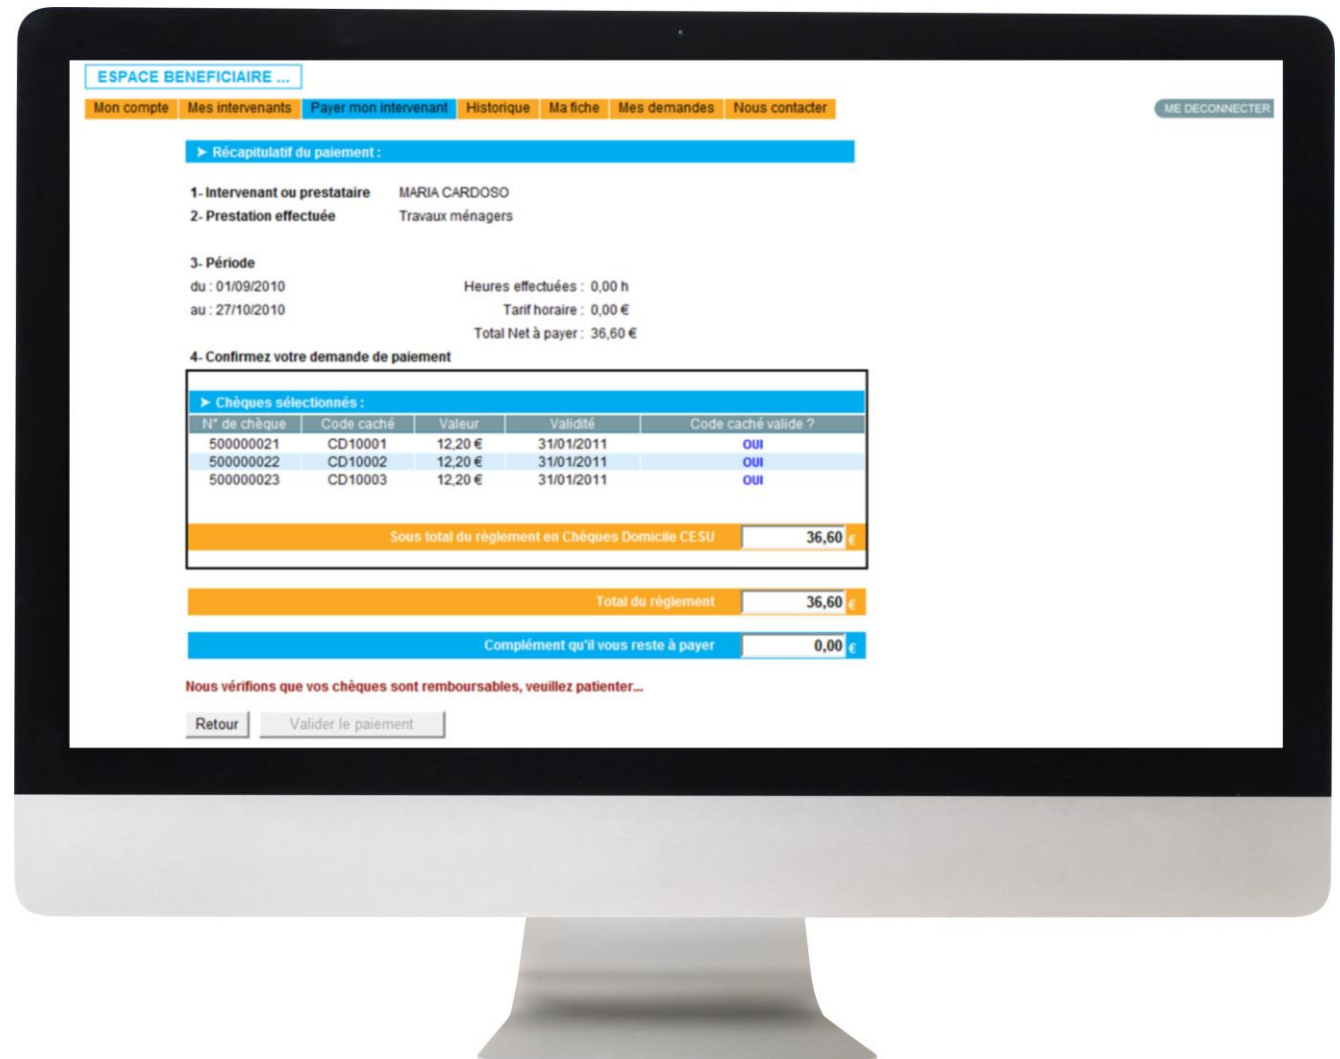 ESPACE BENEFICIAIRE ...
Mon compte Mes intervenants Payer mon intervenant Historique Ma fiche Mes demandes Nous contacter ME DECONNECTER
➤ Récapitulatif du paiement :
1- Intervenant ou prestataire MARIA CARDOSO
2- Prestation effectuée Travaux ménagers
3- Période
du : 01/09/2010 Heures effectuées : 0,00 h
au : 27/10/2010 Tarif horaire : 0,00 €
Total Net à payer : 36,60 €
4- Confirmez votre demande de paiement
➤ Chèques sélectionnés :
N° de chèque Code caché Valeur Validité Code caché valide ?
500000021 CD10001 12,20 € 31/01/2011 OUI
500000022 CD10002 12,20 € 31/01/2011 OUI
500000023 CD10003 12,20 € 31/01/2011 OUI
Sous total du règlement en Chèques Domicile CESU 36,60 €
Total du règlement 36,60 €
Complément qu'il vous reste à payer 0,00 €
Nous vérifions que vos chèques sont remboursables, veuillez patienter...
Retour Valider le paiement